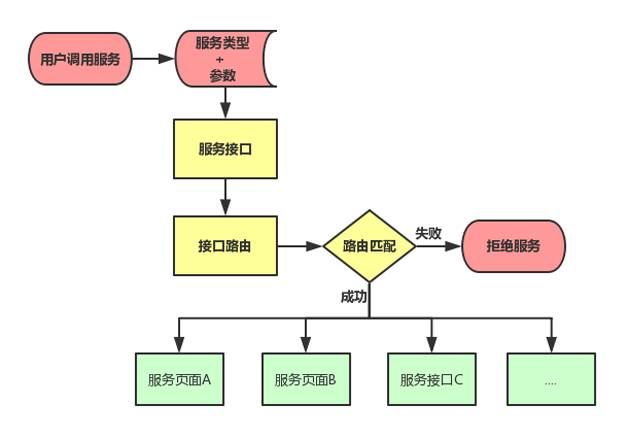 用户调用服务
服务类型
+
参数
服务接口
接口路由
路由匹配
失败
拒绝服务
成功
服务页面A
服务页面B
服务接口C
....